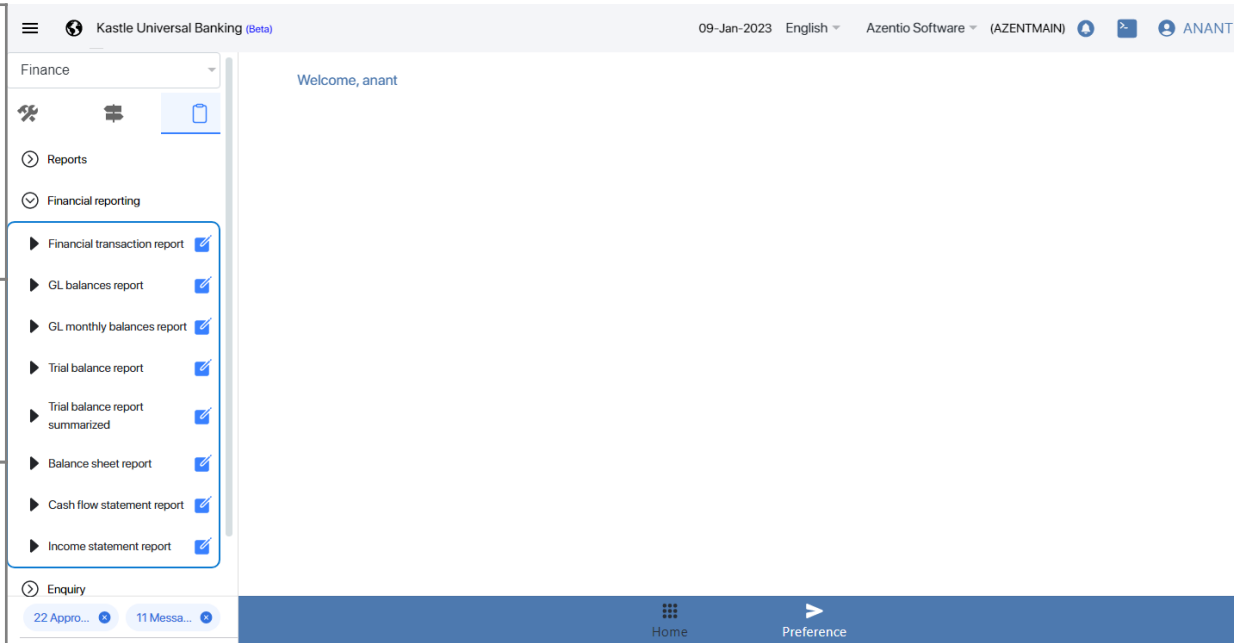 Kastle Universal Banking (Beta)
09-Jan-2023 English Azentio Software (AZENTMAIN) ANANT
Finance
Welcome, anant
Reports
Financial reporting
Financial transaction report
GL balances report
GL monthly balances report
Trial balance report
Trial balance report
summarized
Balance sheet report
Cash flow statement report
Income statement report
Enquiry
22 Appro... 11 Messa...
Home Preference